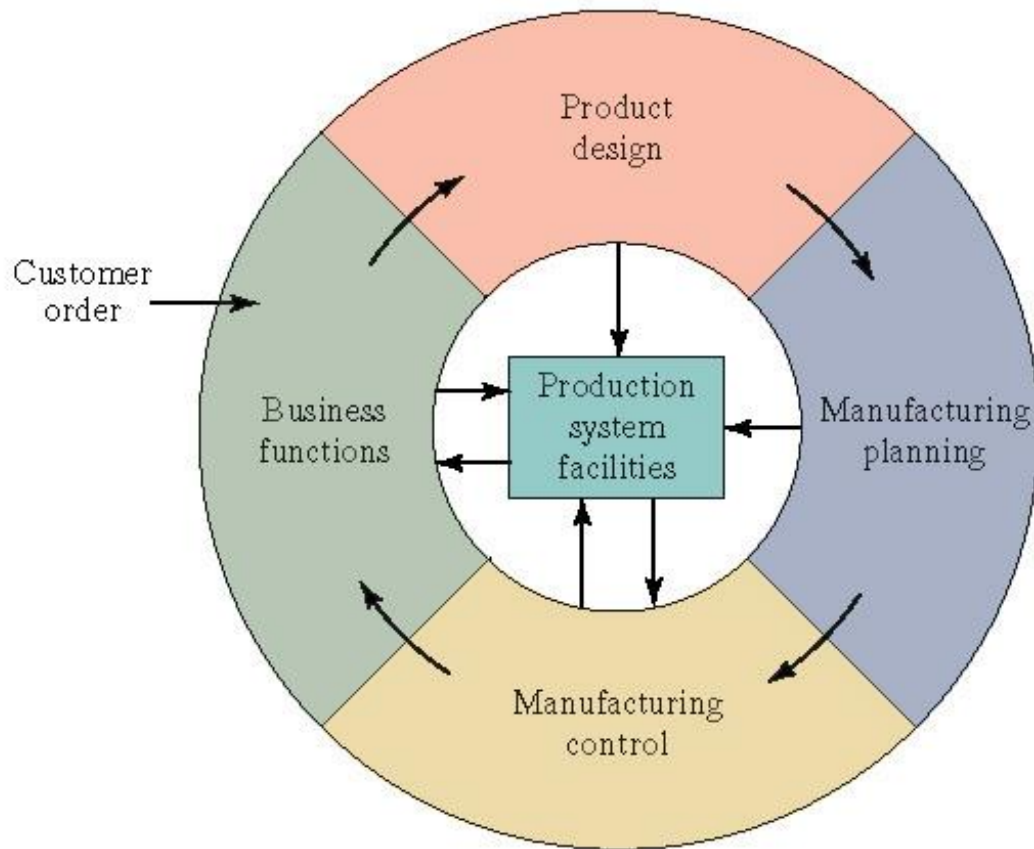 Product
design
Customer
order
Business
functions
Production
system
facilities
Manufacturing
planning
Manufacturing
control